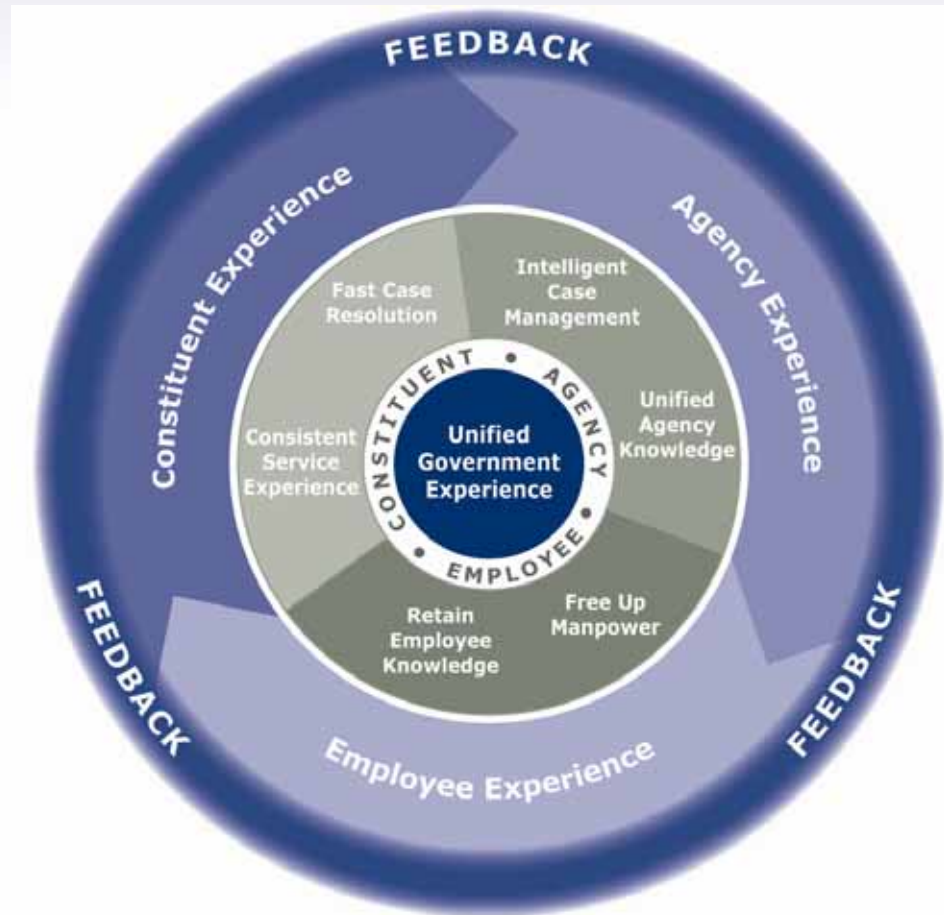 FEEDBACK
Constituent Experience
Agency Experience
Fast Case
Resolution
Intelligent
Case
Management
CONSTITUENT • AGENCY • EMPLOYEE •
Unified
Government
Experience
Consistent
Service
Experience
Unified
Agency
Knowledge
Retain
Employee
Knowledge
Free Up
Manpower
Employee Experience
FEEDBACK
FEEDBACK